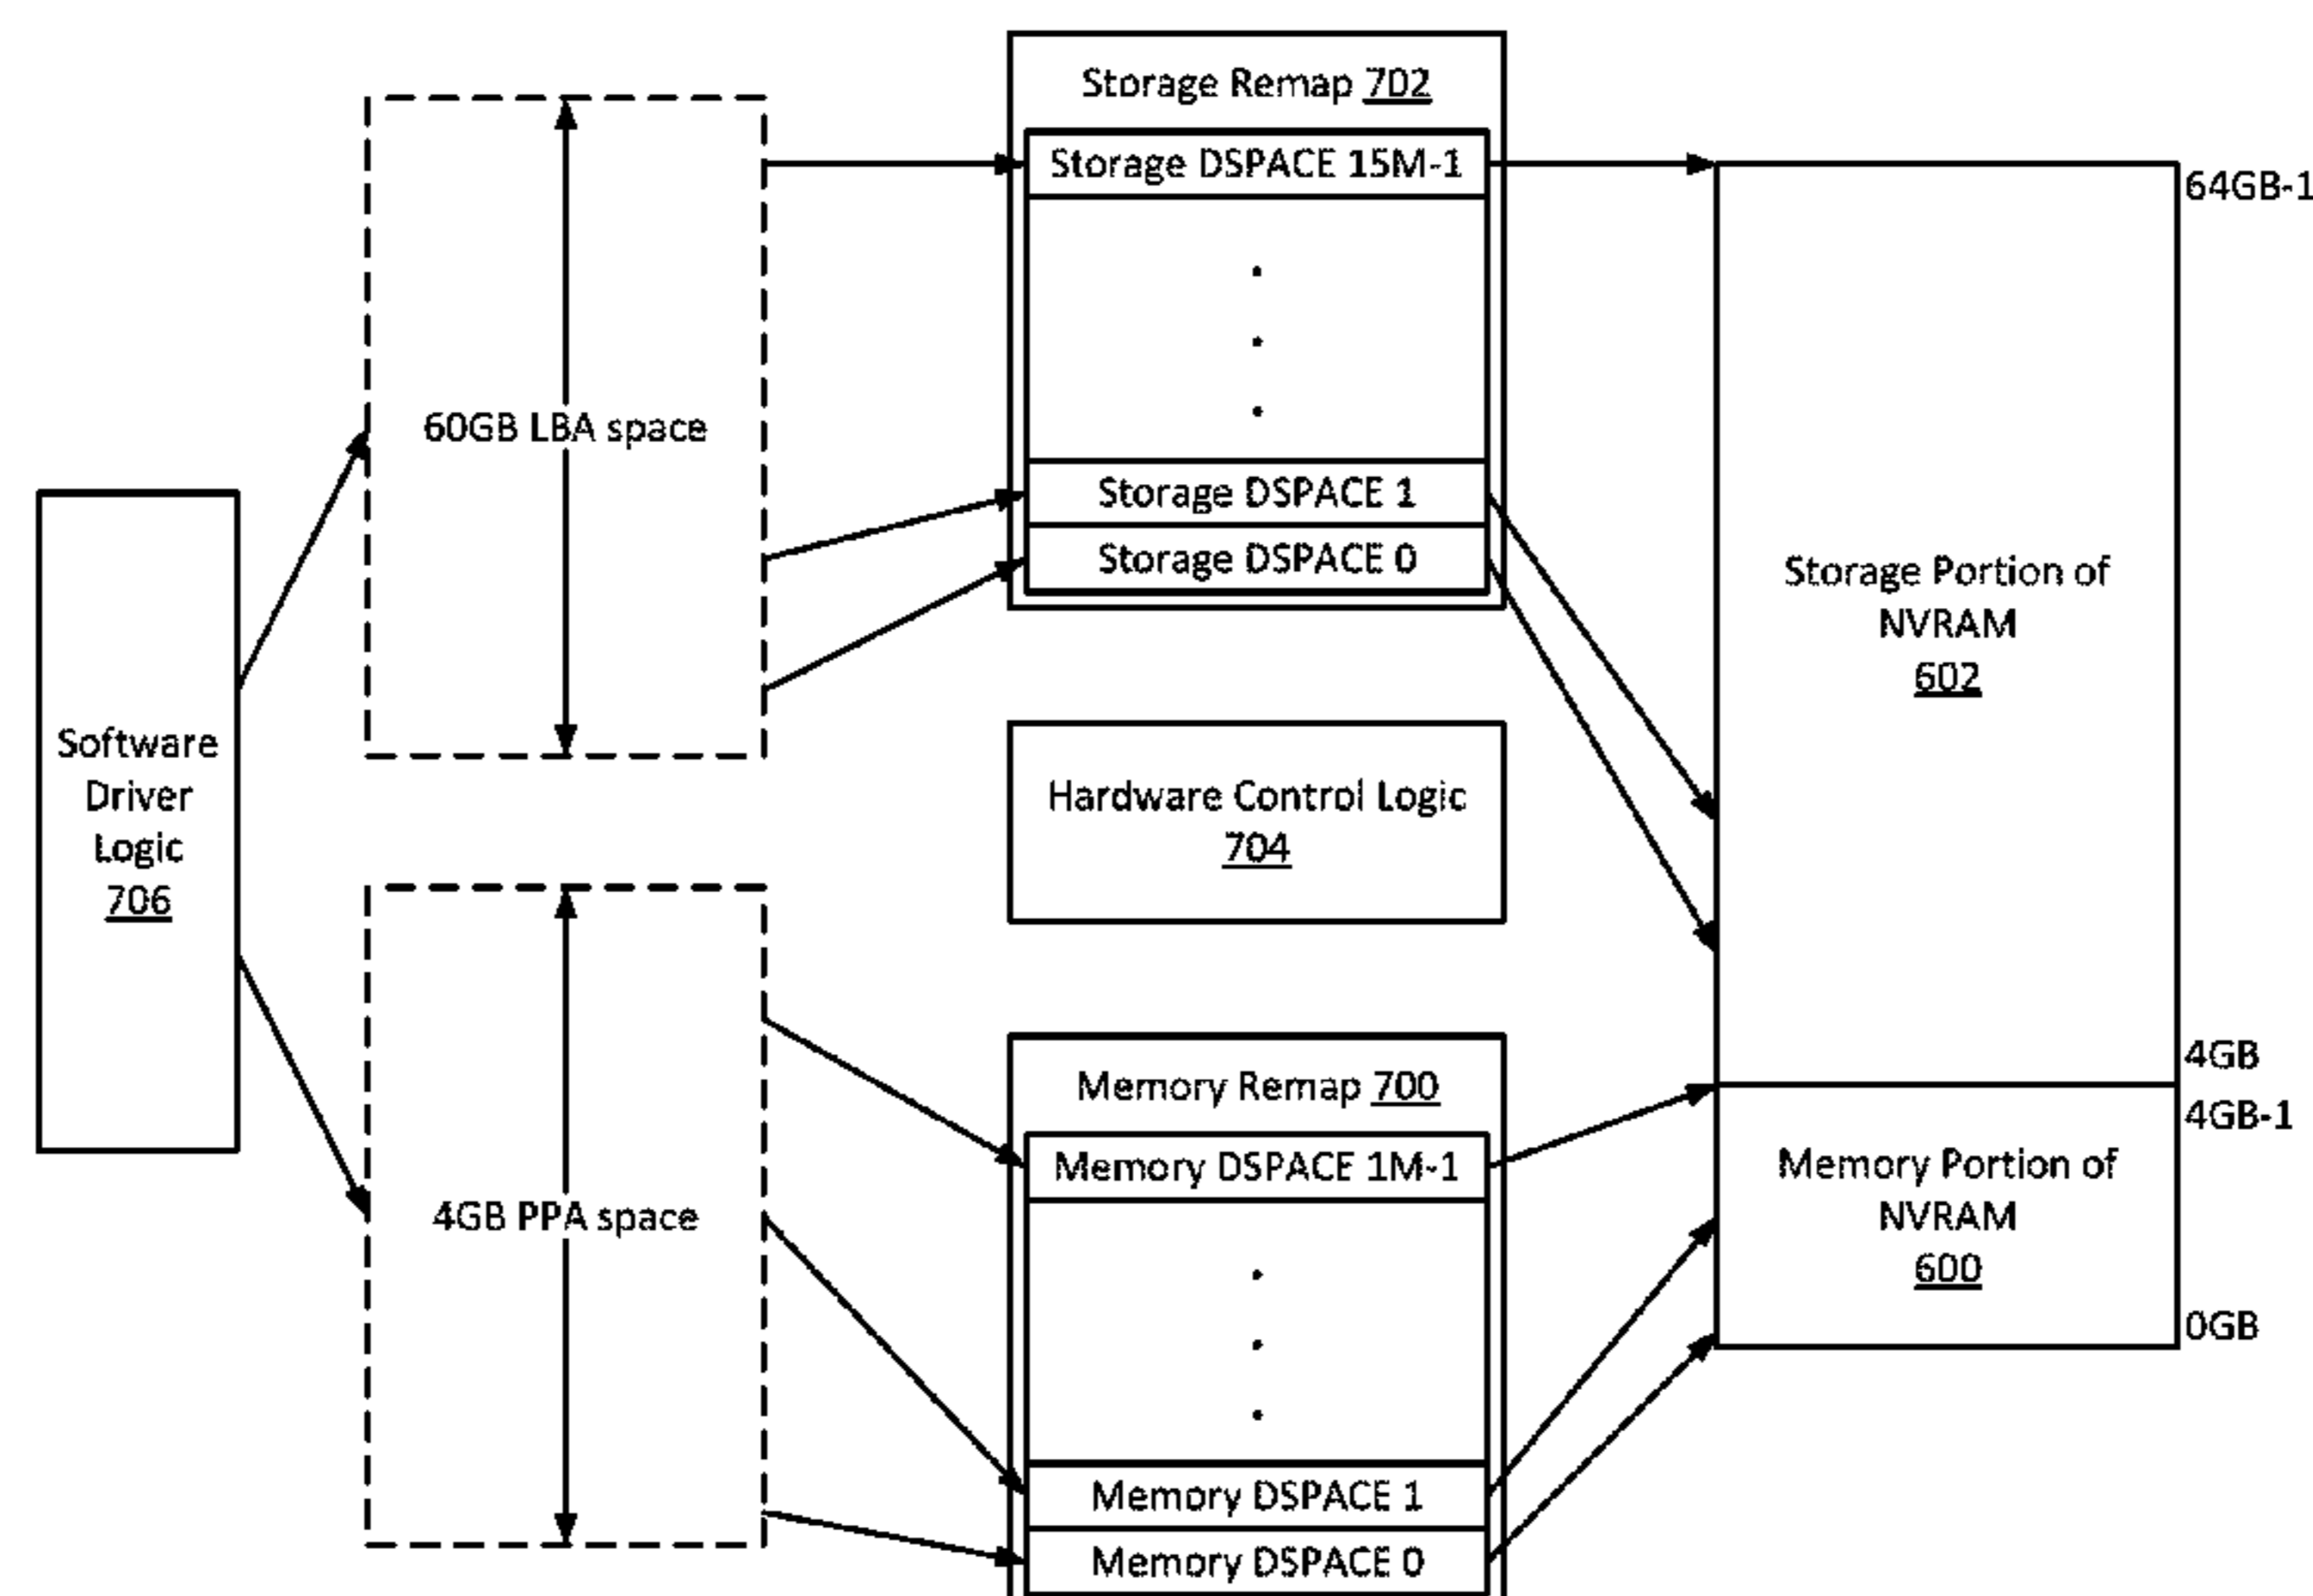 Storage Remap 702
Storage DSPACE 15M-1
64GB-1
.
.
.
60GB LBA space
Storage DSPACE 1
Storage DSPACE 0
Storage Portion of
NVRAM
602
Software
Driver
Logic
706
Hardware Control Logic
704
4GB PPA space
Memory Remap 700
Memory DSPACE 1M-1
.
.
.
Memory DSPACE 1
Memory DSPACE 0
4GB
4GB-1
Memory Portion of
NVRAM
600
0GB